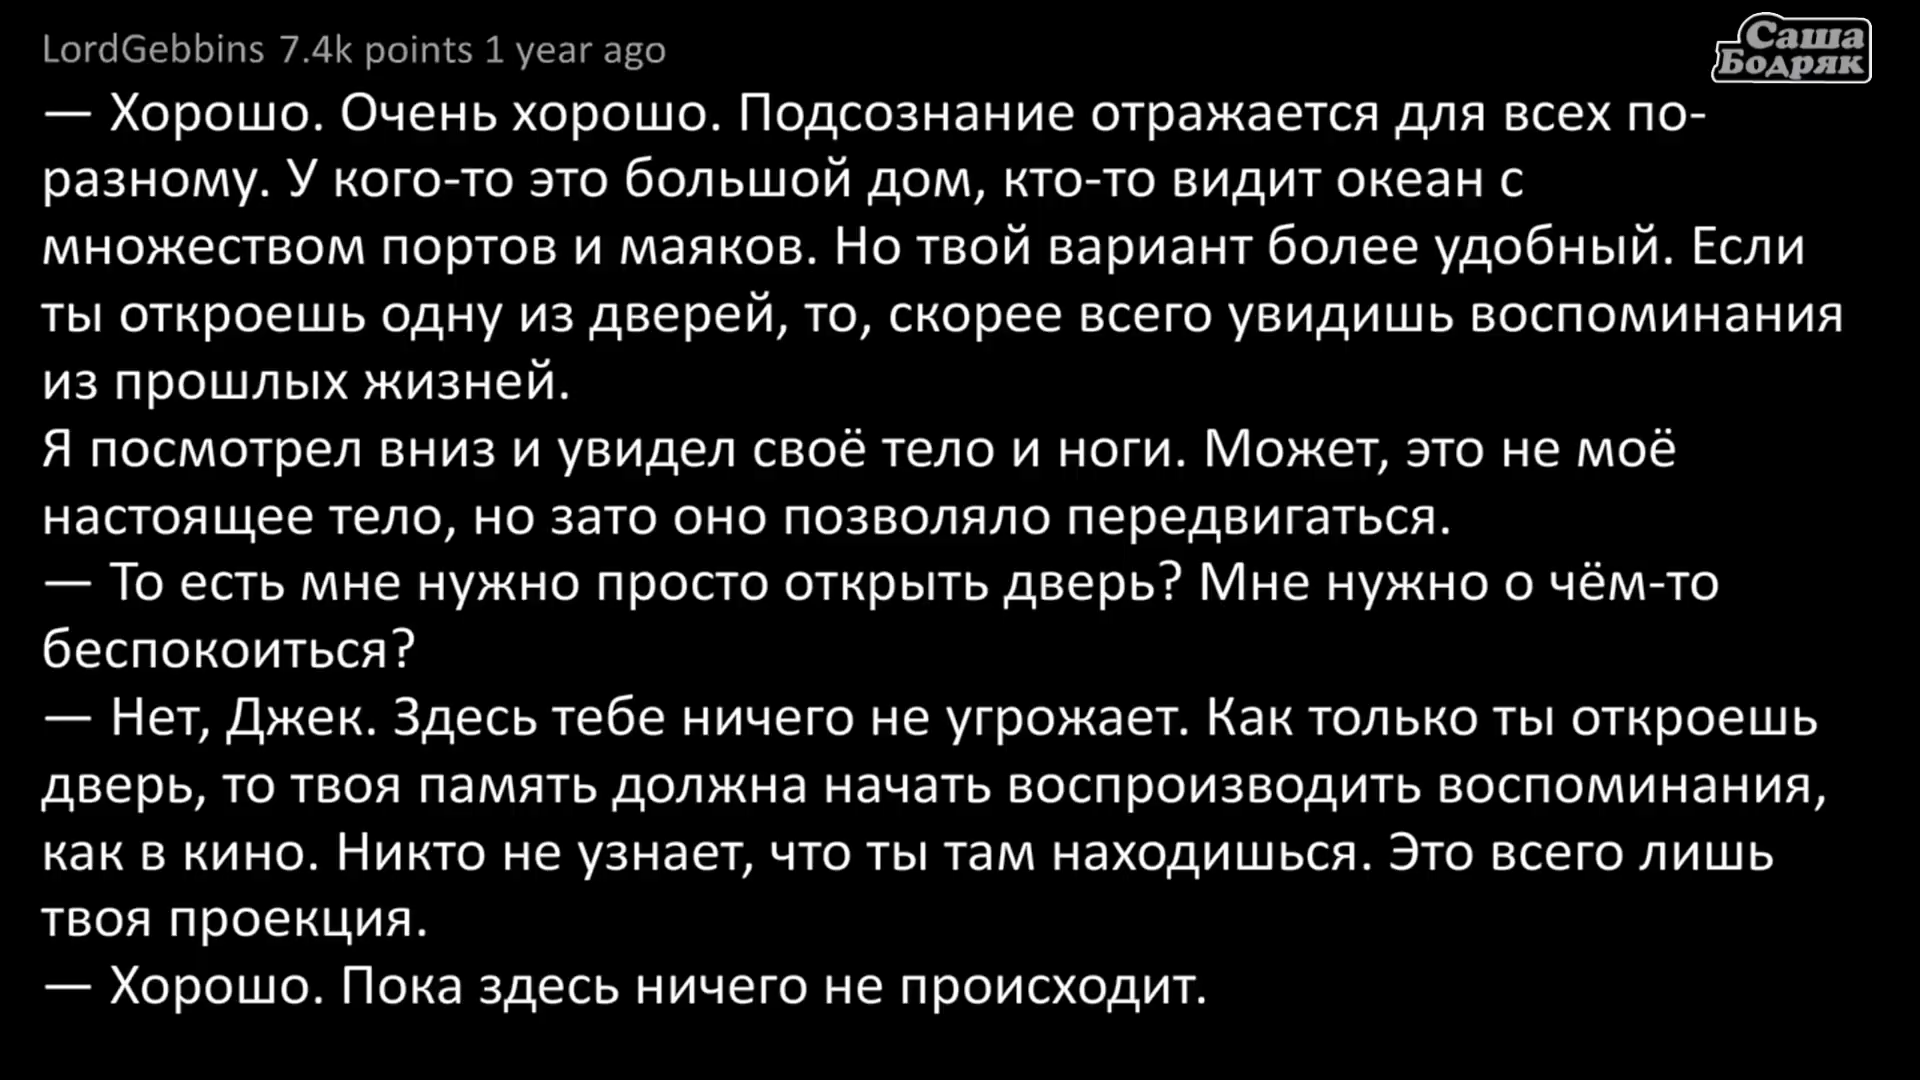 LordGebbins 7.4k points 1 year ago
Саша
Бодряк
— Хорошо. Очень хорошо. Подсознание отражается для всех по-
разному. У кого-то это большой дом, кто-то видит океан с
множеством портов и маяков. Но твой вариант более удобный. Если
ты откроешь одну из дверей, то, скорее всего увидишь воспоминания
из прошлых жизней.
Я посмотрел вниз и увидел своё тело и ноги. Может, это не моё
настоящее тело, но зато оно позволяло передвигаться.
— То есть мне нужно просто открыть дверь? Мне нужно о чём-то
беспокоиться?
— Нет, Джек. Здесь тебе ничего не угрожает. Как только ты откроешь
дверь, то твоя память должна начать воспроизводить воспоминания,
как в кино. Никто не узнает, что ты там находишься. Это всего лишь
твоя проекция.
— Хорошо. Пока здесь ничего не происходит.